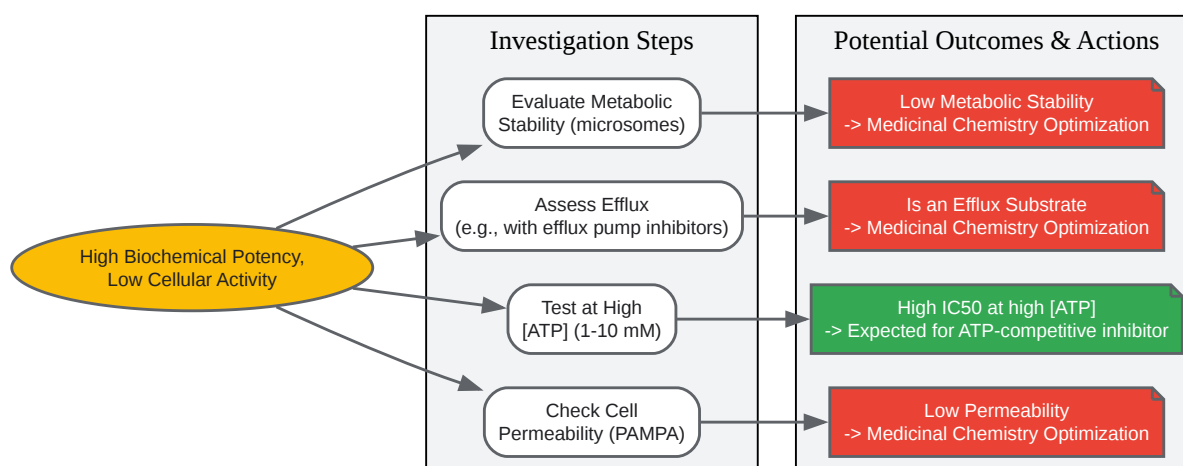 Investigation Steps
Potential Outcomes & Actions
High Biochemical Potency,
Low Cellular Activity
Evaluate Metabolic
Stability (microsomes)
Low Metabolic Stability
-> Medicinal Chemistry Optimization
Assess Efflux
(e.g., with efflux pump inhibitors)
Is an Efflux Substrate
-> Medicinal Chemistry Optimization
Test at High
[ATP] (1-10 mM)
High IC50 at high [ATP]
-> Expected for ATP-competitive inhibitor
Check Cell
Permeability (PAMPA)
Low Permeability
-> Medicinal Chemistry Optimization